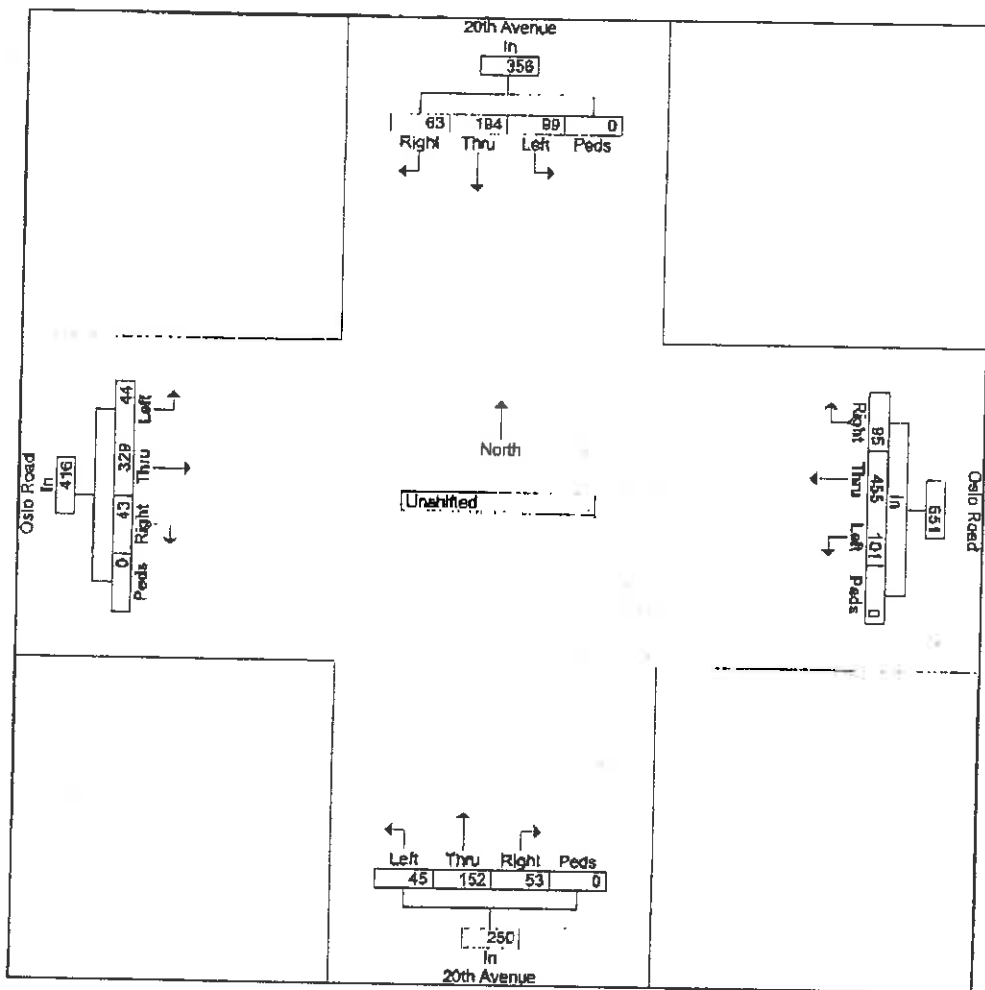 20th Avenue
In
356
63 194 99 0
Right Thru Left Peds
Oslo Road
In
416
44 329 43 0
Left Thru Right Peds
North
Unshifted
Right Thru Left Peds
95 455 101 0
In
651
Oslo Road
Left Thru Right Peds
45 152 53 0
250
In
20th Avenue